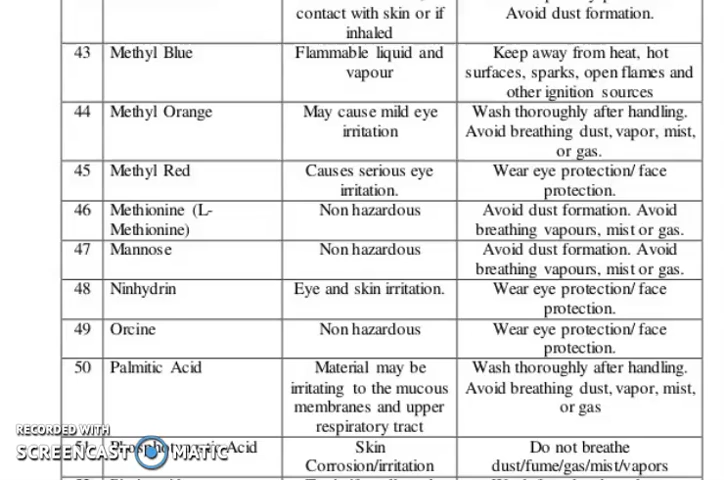 contact with skin or if Avoid dust formation.
inhaled
43 Methyl Blue Flammable liquid and Keep away from heat, hot
vapour surfaces, sparks, open flames and
other ignition sources
44 Methyl Orange May cause mild eye Wash thoroughly after handling.
irritation Avoid breathing dust, vapor, mist,
or gas.
45 Methyl Red Causes serious eye Wear eye protection/ face
irritation. protection.
46 Methionine (L- Non hazardous Avoid dust formation. Avoid
Methionine) breathing vapours, mist or gas.
47 Mannose Non hazardous Avoid dust formation. Avoid
breathing vapours, mist or gas.
48 Ninhydrin Eye and skin irritation. Wear eye protection/ face
protection.
49 Orcine Non hazardous Wear eye protection/ face
protection.
50 Palmitic Acid Material may be Wash thoroughly after handling.
irritating to the mucous Avoid breathing dust, vapor, mist,
membranes and upper or gas
respiratory tract
RECORDED WITH
SCREENCAST MATIC
Acid Skin Do not breathe
Corrosion/irritation dust/fume/gas/mist/vapors